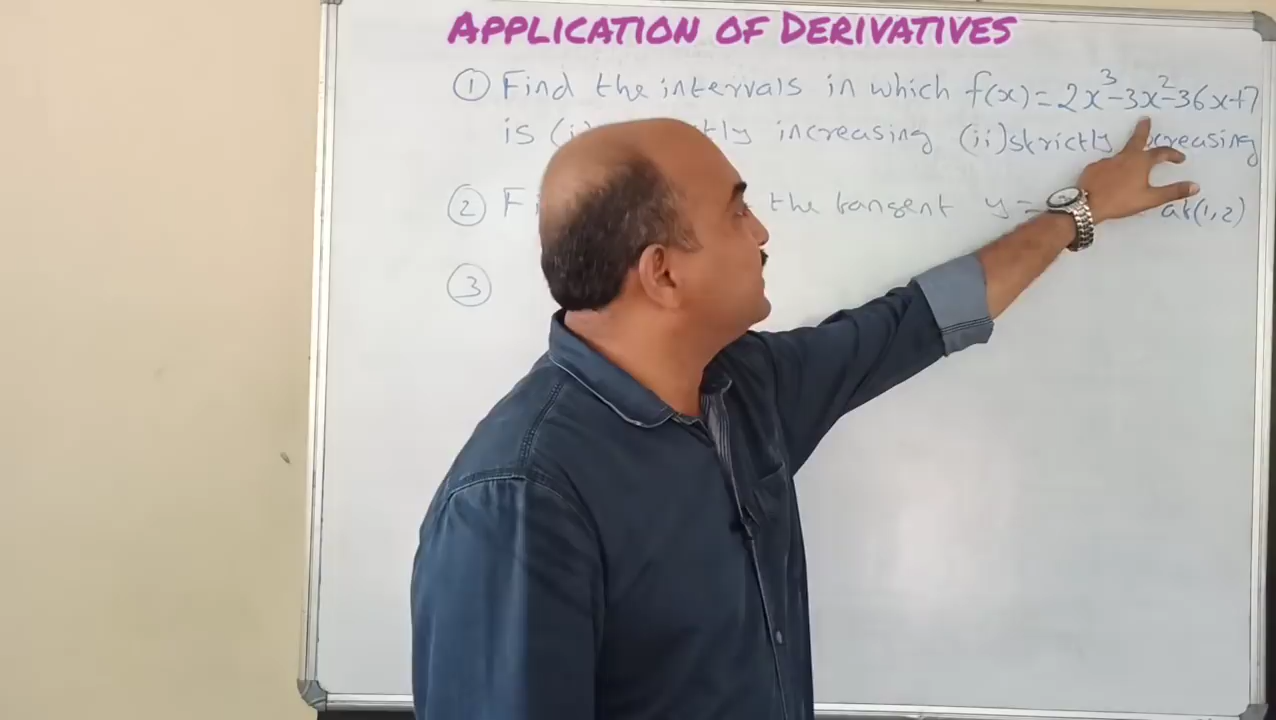 APPLICATION OF DERIVATIVES
① Find the intervals in which f(x)=2x³-3x²-36x+7
is (i) increasing (ii) strictly
② the tangent y= at(1,2)
③